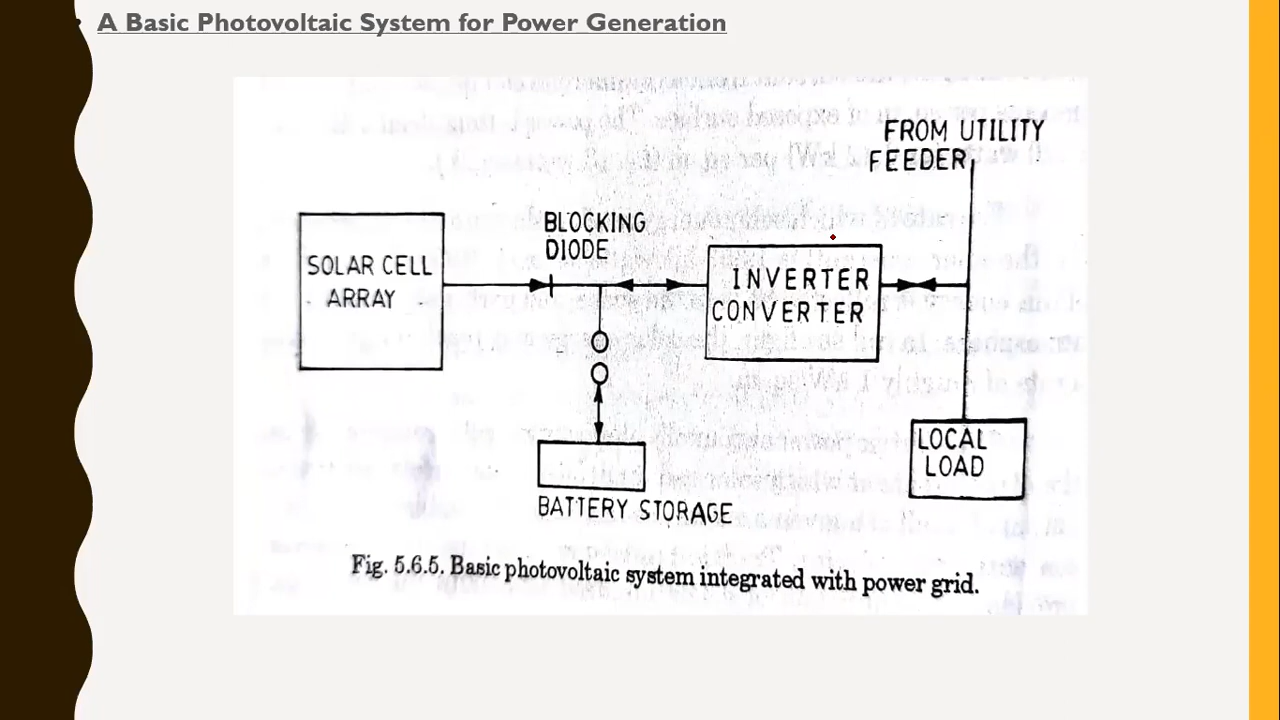 A Basic Photovoltaic System for Power Generation
FROM UTILITY
FEEDER
BLOCKING
DIODE
SOLAR CELL
ARRAY
INVERTER
CONVERTER
LOCAL
LOAD
BATTERY STORAGE
Fig. 5.6.5. Basic photovoltaic system integrated with power grid.